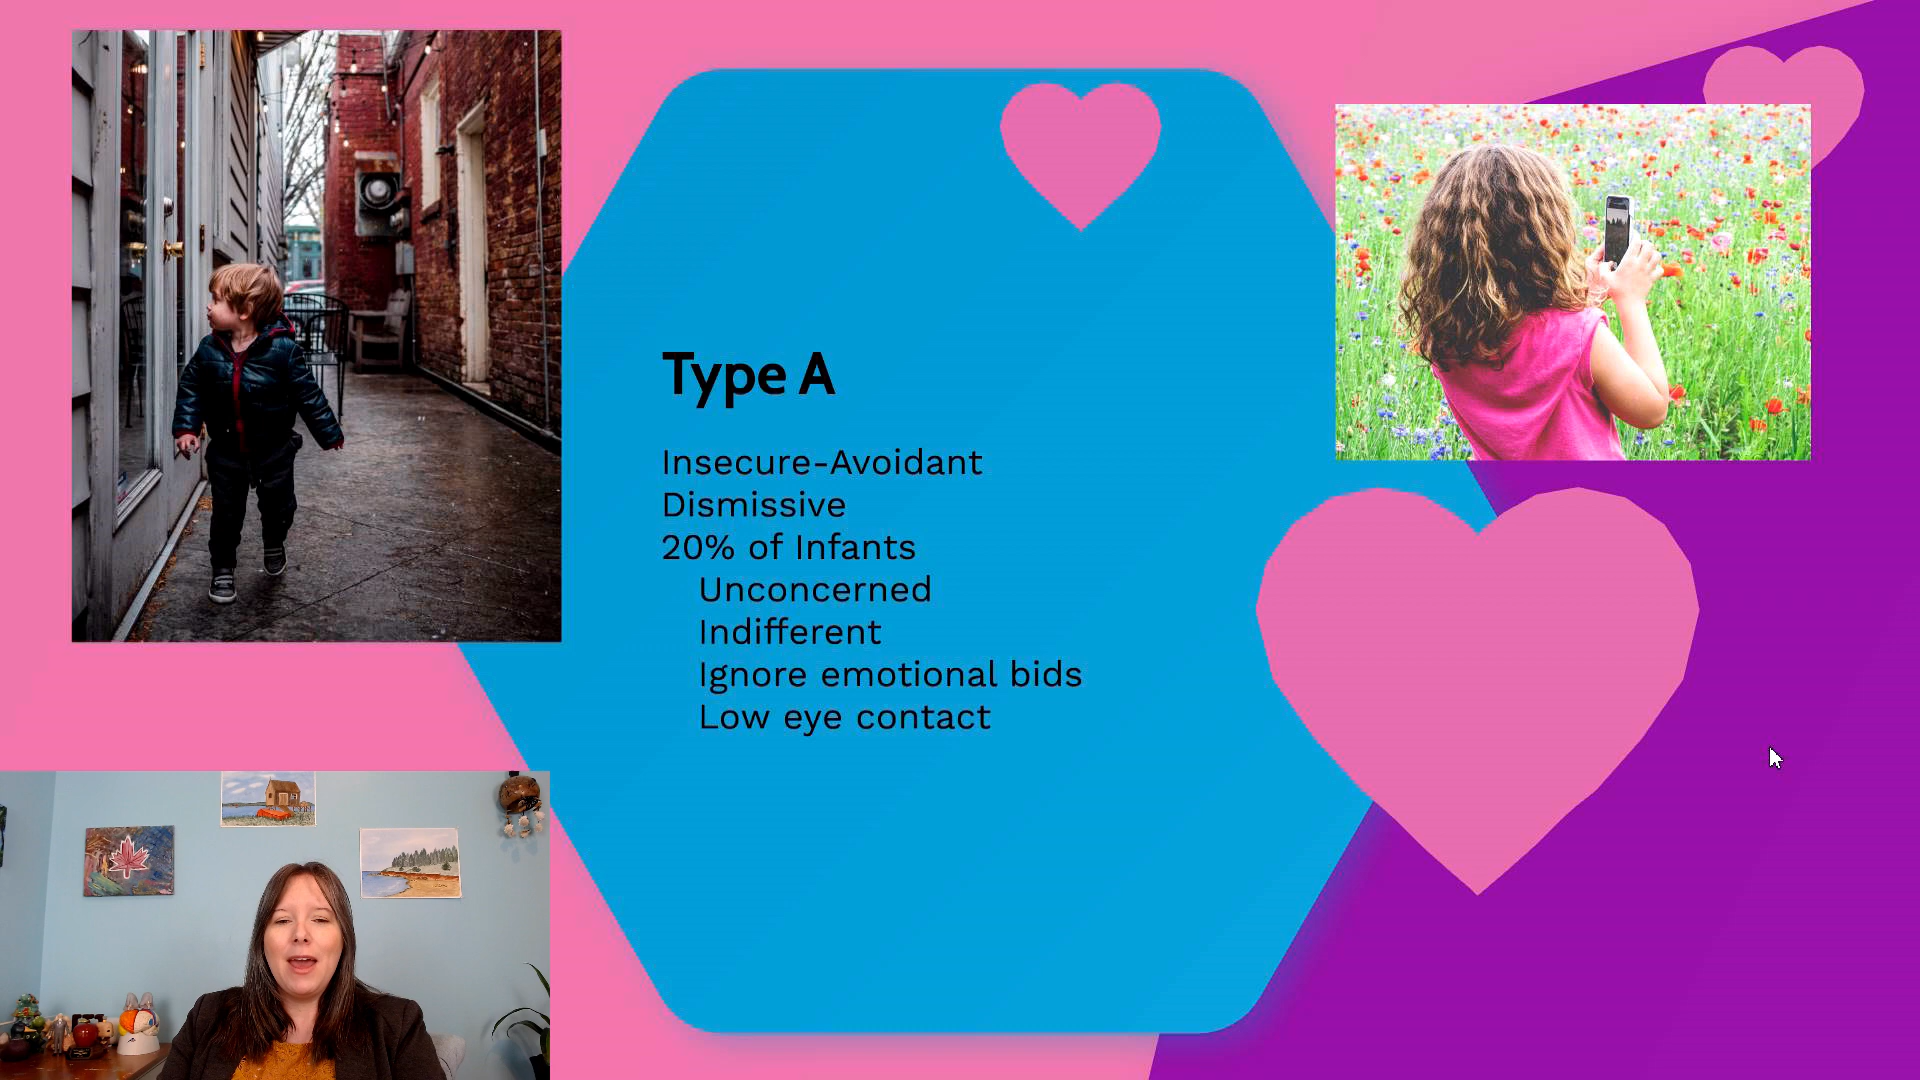 Type A
Insecure-Avoidant
Dismissive
20% of Infants
Unconcerned
Indifferent
Ignore emotional bids
Low eye contact